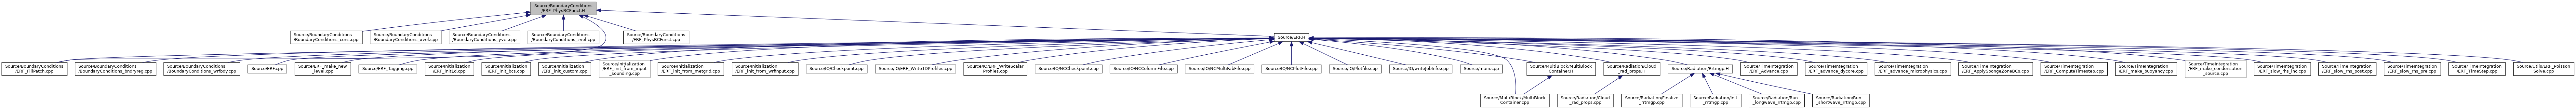 Source/BoundaryConditions
/ERF_PhysBCFunct.H
Source/BoundaryConditions
/BoundaryConditions_cons.cpp
Source/BoundaryConditions
/BoundaryConditions_xvel.cpp
Source/BoundaryConditions
/BoundaryConditions_yvel.cpp
Source/BoundaryConditions
/BoundaryConditions_zvel.cpp
Source/BoundaryConditions
/ERF_PhysBCFunct.cpp
Source/ERF.H
Source/BoundaryConditions
/ERF_FillPatch.cpp
Source/BoundaryConditions
/BoundaryConditions_bndryreg.cpp
Source/BoundaryConditions
/BoundaryConditions_wrfbdy.cpp
Source/ERF.cpp
Source/ERF_make_new
_level.cpp
Source/ERF_Tagging.cpp
Source/Initialization
/ERF_init1d.cpp
Source/Initialization
/ERF_init_bcs.cpp
Source/Initialization
/ERF_init_custom.cpp
Source/Initialization
/ERF_init_from_input
_sounding.cpp
Source/Initialization
/ERF_init_from_metgrid.cpp
Source/Initialization
/ERF_init_from_wrfinput.cpp
Source/IO/Checkpoint.cpp
Source/IO/ERF_Write1DProfiles.cpp
Source/IO/ERF_WriteScalar
Profiles.cpp
Source/IO/NCCheckpoint.cpp
Source/IO/NCColumnFile.cpp
Source/IO/NCMultiFabFile.cpp
Source/IO/NCPlotFile.cpp
Source/IO/Plotfile.cpp
Source/IO/writeJobInfo.cpp
Source/main.cpp
Source/MultiBlock/MultiBlock
Container.H
Source/Radiation/Cloud
_rad_props.H
Source/Radiation/Rrtmgp.H
Source/TimeIntegration
/ERF_Advance.cpp
Source/TimeIntegration
/ERF_advance_dycore.cpp
Source/TimeIntegration
/ERF_advance_microphysics.cpp
Source/TimeIntegration
/ERF_ApplySpongeZoneBCs.cpp
Source/TimeIntegration
/ERF_ComputeTimestep.cpp
Source/TimeIntegration
/ERF_make_buoyancy.cpp
Source/TimeIntegration
/ERF_make_condensation
_source.cpp
Source/TimeIntegration
/ERF_slow_rhs_inc.cpp
Source/TimeIntegration
/ERF_slow_rhs_post.cpp
Source/TimeIntegration
/ERF_slow_rhs_pre.cpp
Source/TimeIntegration
/ERF_TimeStep.cpp
Source/Utils/ERF_Poisson
Solve.cpp
Source/MultiBlock/MultiBlock
Container.cpp
Source/Radiation/Cloud
_rad_props.cpp
Source/Radiation/Finalize
_rrtmgp.cpp
Source/Radiation/Init
_rrtmgp.cpp
Source/Radiation/Run
_longwave_rrtmgp.cpp
Source/Radiation/Run
_shortwave_rrtmgp.cpp